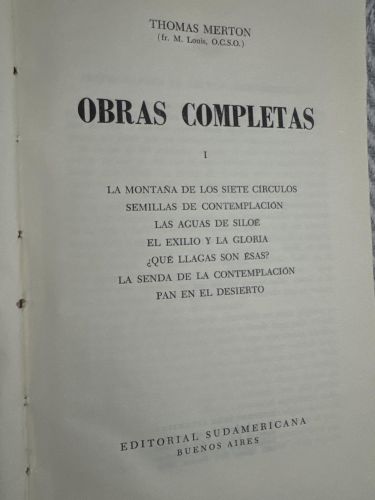 THOMAS MERTON
(fr. M. Louis, O.C.S.O.)
OBRAS COMPLETAS
I
LA MONTAÑA DE LOS SIETE CIRCULOS
SEMILLAS DE CONTEMPLACIÓN
LAS AGUAS DE SILOÉ
EL EXILIO Y LA GLORIA
¿QUÉ LLAGAS SON ÉSAS?
LA SENDA DE LA CONTEMPLACIÓN
PAN EN EL DESIERTO
EDITORIAL SUDAMERICANA
BUENOS AIRES